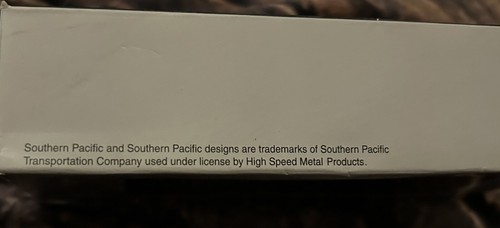 Southern Pacific and Southern Pacific designs are trademarks of Southern Pacific
Transportation Company used under license by High Speed Metal Products.